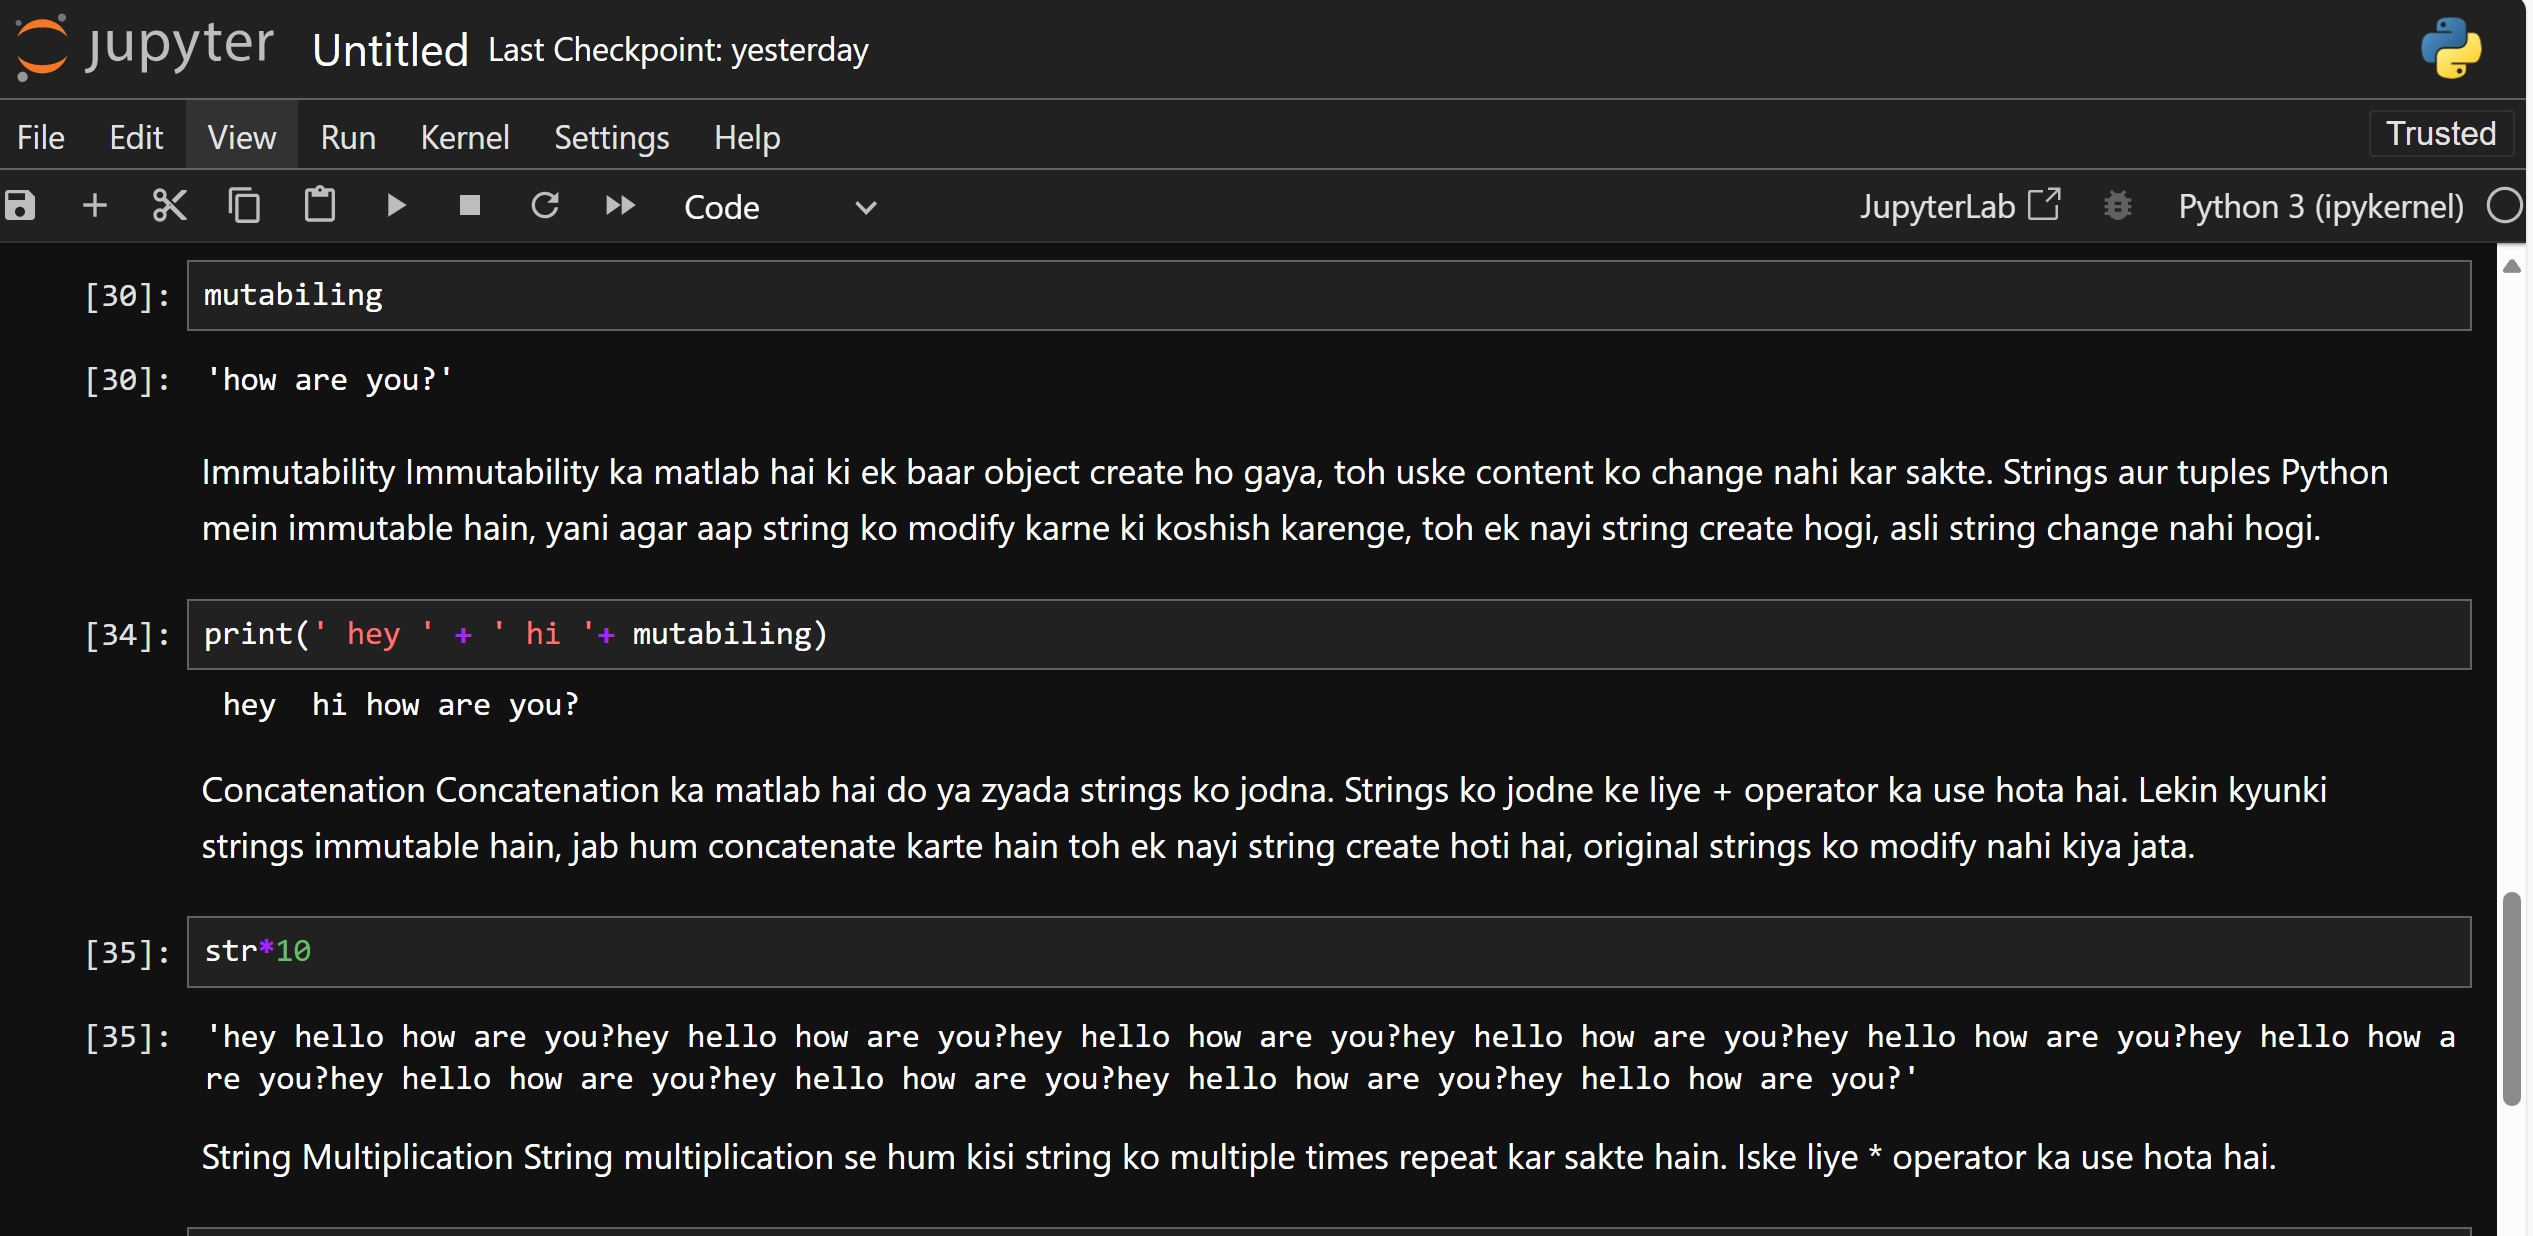 jupyter Untitled Last Checkpoint: yesterday
File Edit View Run Kernel Settings Help Trusted
Code JupyterLab Python 3 (ipykernel)
[30]: mutabiling
[30]: 'how are you?'
Immutability Immutability ka matlab hai ki ek baar object create ho gaya, toh uske content ko change nahi kar sakte. Strings aur tuples Python
mein immutable hain, yani agar aap string ko modify karne ki koshish karenge, toh ek nayi string create hogi, asli string change nahi hogi.
[34]: print(' hey ' + ' hi '+ mutabiling)
hey  hi how are you?
Concatenation Concatenation ka matlab hai do ya zyada strings ko jodna. Strings ko jodne ke liye + operator ka use hota hai. Lekin kyunki
strings immutable hain, jab hum concatenate karte hain toh ek nayi string create hoti hai, original strings ko modify nahi kiya jata.
[35]: str*10
[35]: 'hey hello how are you?hey hello how are you?hey hello how are you?hey hello how are you?hey hello how are you?hey hello how a
re you?hey hello how are you?hey hello how are you?hey hello how are you?hey hello how are you?'
String Multiplication String multiplication se hum kisi string ko multiple times repeat kar sakte hain. Iske liye * operator ka use hota hai.